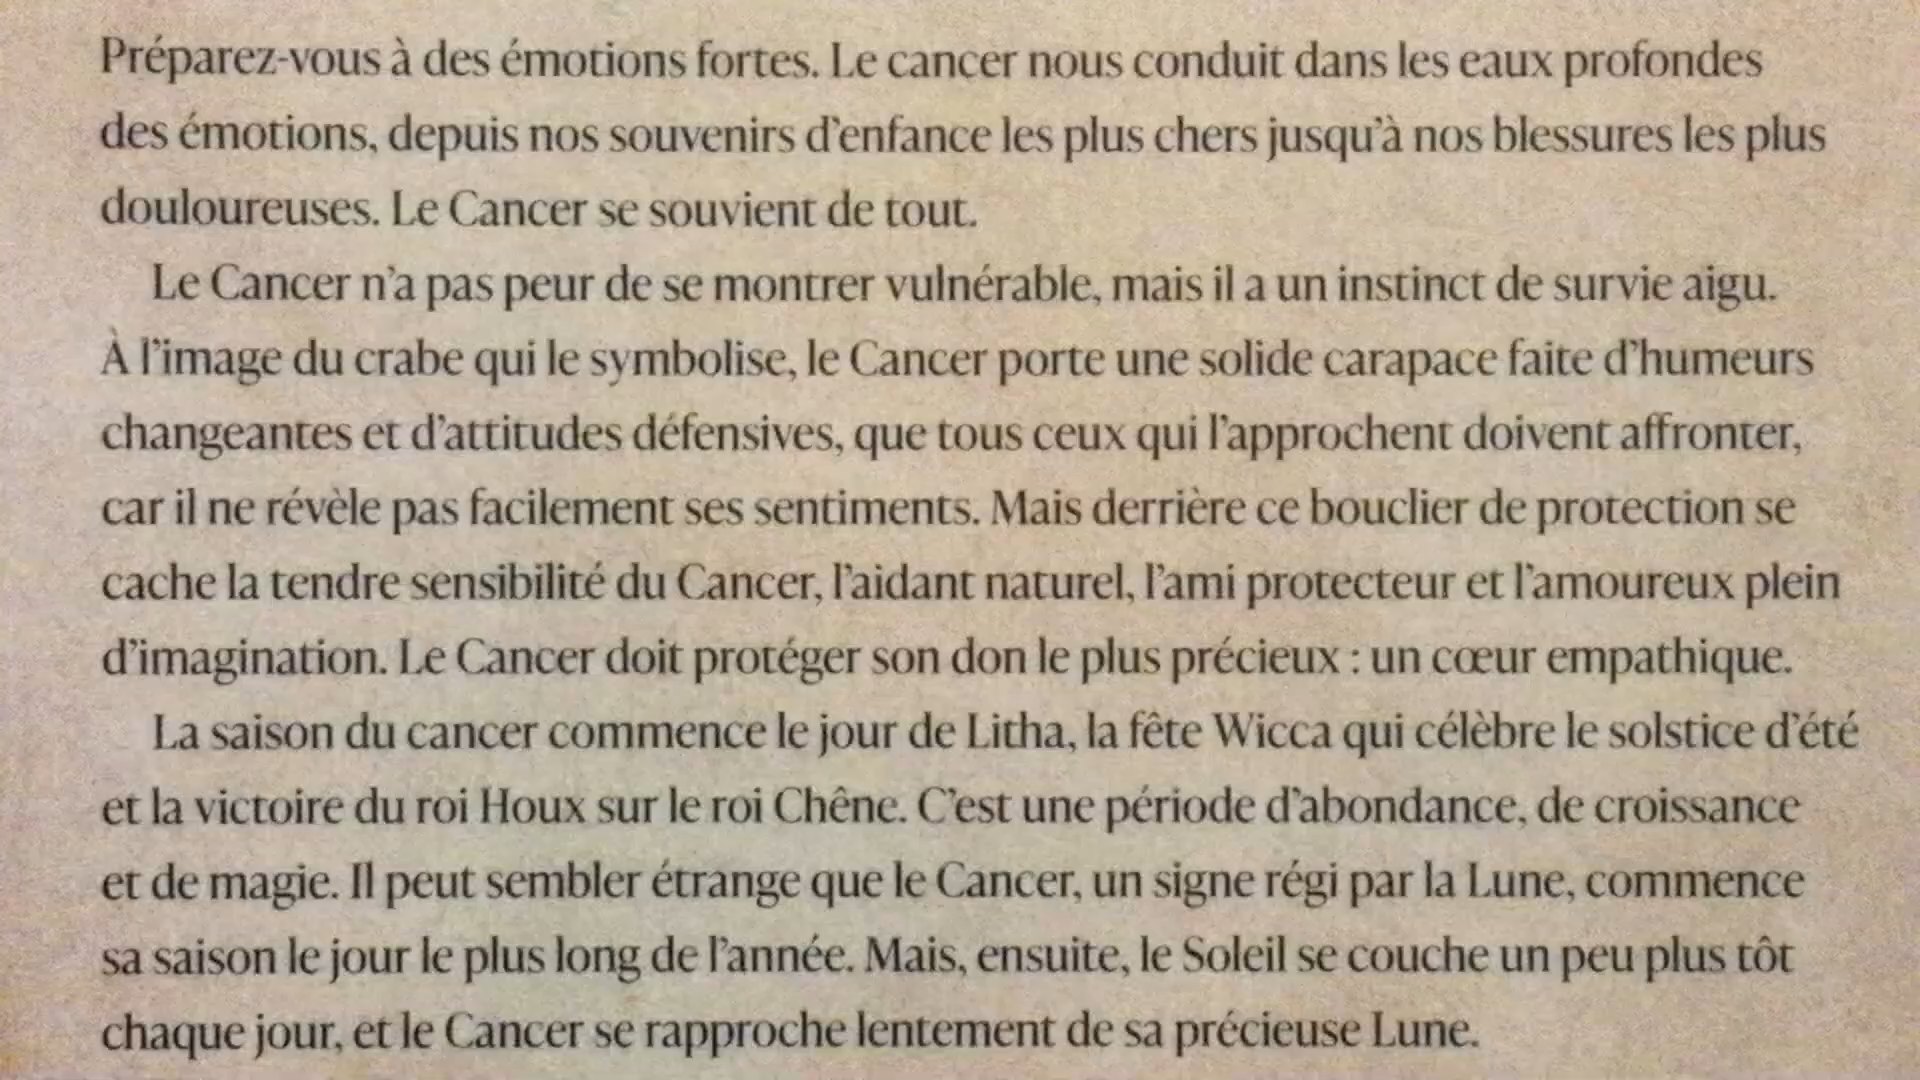 Préparez-vous à des émotions fortes. Le cancer nous conduit dans les eaux profondes
des émotions, depuis nos souvenirs d'enfance les plus chers jusqu'à nos blessures les plus
douloureuses. Le Cancer se souvient de tout.
Le Cancer n'a pas peur de se montrer vulnérable, mais il a un instinct de survie aigu.
À l'image du crabe qui le symbolise, le Cancer porte une solide carapace faite d'humeurs
changeantes et d'attitudes défensives, que tous ceux qui l'approchent doivent affronter,
car il ne révèle pas facilement ses sentiments. Mais derrière ce bouclier de protection se
cache la tendre sensibilité du Cancer, l'aidant naturel, l'ami protecteur et l'amoureux plein
d'imagination. Le Cancer doit protéger son don le plus précieux : un cœur empathique.
La saison du cancer commence le jour de Litha, la fête Wicca qui célèbre le solstice d'été
et la victoire du roi Houx sur le roi Chêne. C'est une période d'abondance, de croissance
et de magie. Il peut sembler étrange que le Cancer, un signe régi par la Lune, commence
sa saison le jour le plus long de l'année. Mais, ensuite, le Soleil se couche un peu plus tôt
chaque jour, et le Cancer se rapproche lentement de sa précieuse Lune.